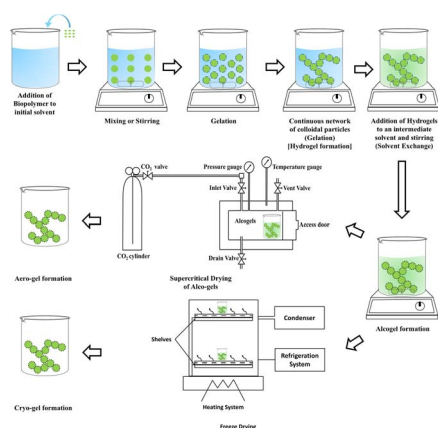 Addition of
Biopolymer to
initial solvent
Mixing or Stirring
Gelation
Continuous network
of colloidal particles
(Gelation)
[Hydrogel formation]
Addition of Hydrogels
to an intermediate
solvent and stirring
(Solvent Exchange)
CO2 valve
Pressure gauge
Temperature gauge
Inlet Valve
Vent Valve
Alcogels
Access door
Drain Valve
CO2 cylinder
Supercritical Drying
of Alco-gels
Aero-gel formation
Alcogel formation
Shelves
Condenser
Refrigeration
System
Heating System
Cryo-gel formation
Freeze Drying